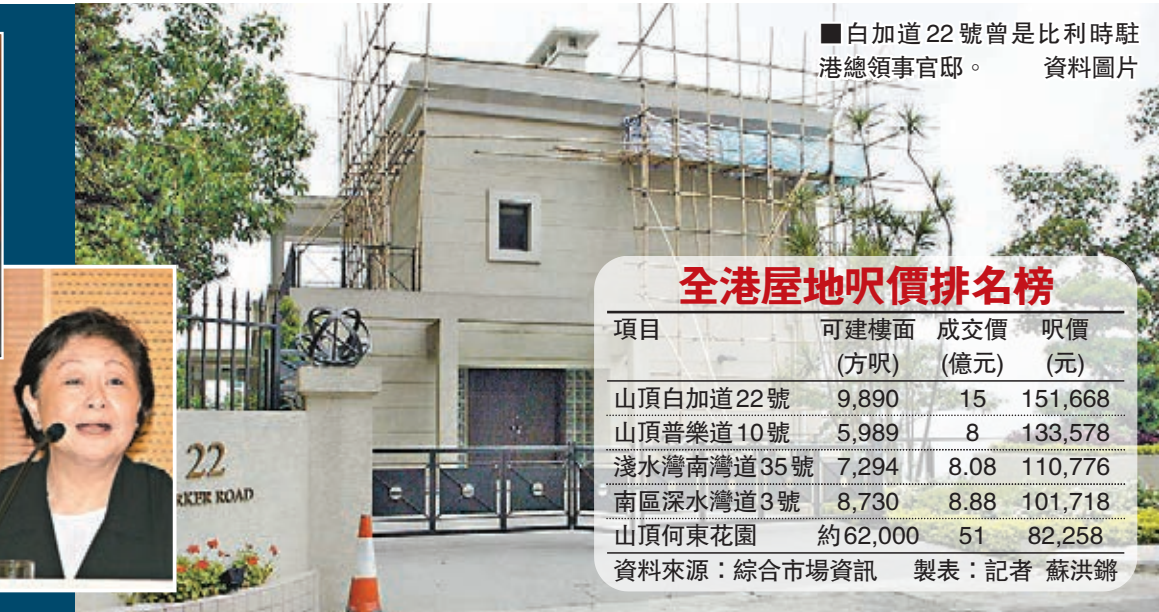 ■白加道22號曾是比利時駐
港總領事官邸。 資料圖片
全港屋地呎價排名榜
項目 可建樓面 成交價 呎價
(方呎) (億元) (元)
山頂白加道22號 9,890 15 151,668
山頂普樂道10號 5,989 8 133,578
淺水灣南灣道35號 7,294 8.08 110,776
南區深水灣道3號 8,730 8.88 101,718
山頂何東花園 約62,000 51 82,258
資料來源：綜合市場資訊 製表：記者 蘇洪鏘
22
RKER ROAD